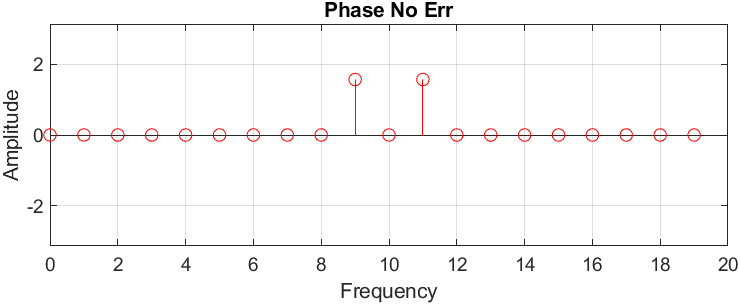 Phase No Err
Amplitude
2
0
-2
0 2 4 6 8 10 12 14 16 18 20
Frequency